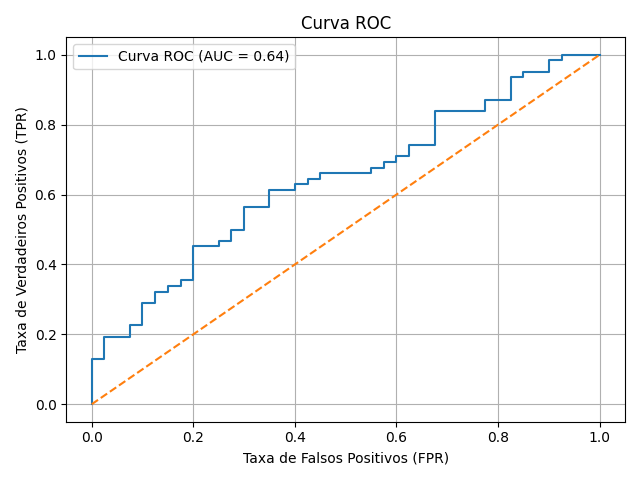 Curva ROC
Curva ROC (AUC = 0.64)
1.0
0.8
0.6
0.4
0.2
0.0
Taxa de Verdadeiros Positivos (TPR)
0.0 0.2 0.4 0.6 0.8 1.0
Taxa de Falsos Positivos (FPR)